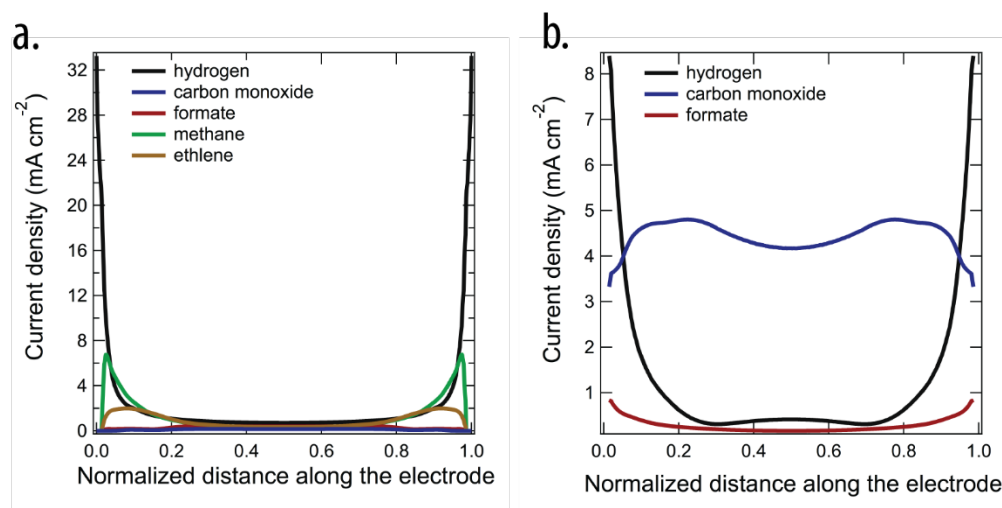 a.
32
28
24
20
16
12
8
4
0
Current density (mA cm-2)
hydrogen
carbon monoxide
formate
methane
ethlene
0.0 0.2 0.4 0.6 0.8 1.0
Normalized distance along the electrode
b.
8
7
6
5
4
3
2
1
Current density (mA cm-2)
hydrogen
carbon monoxide
formate
0.0 0.2 0.4 0.6 0.8 1.0
Normalized distance along the electrode